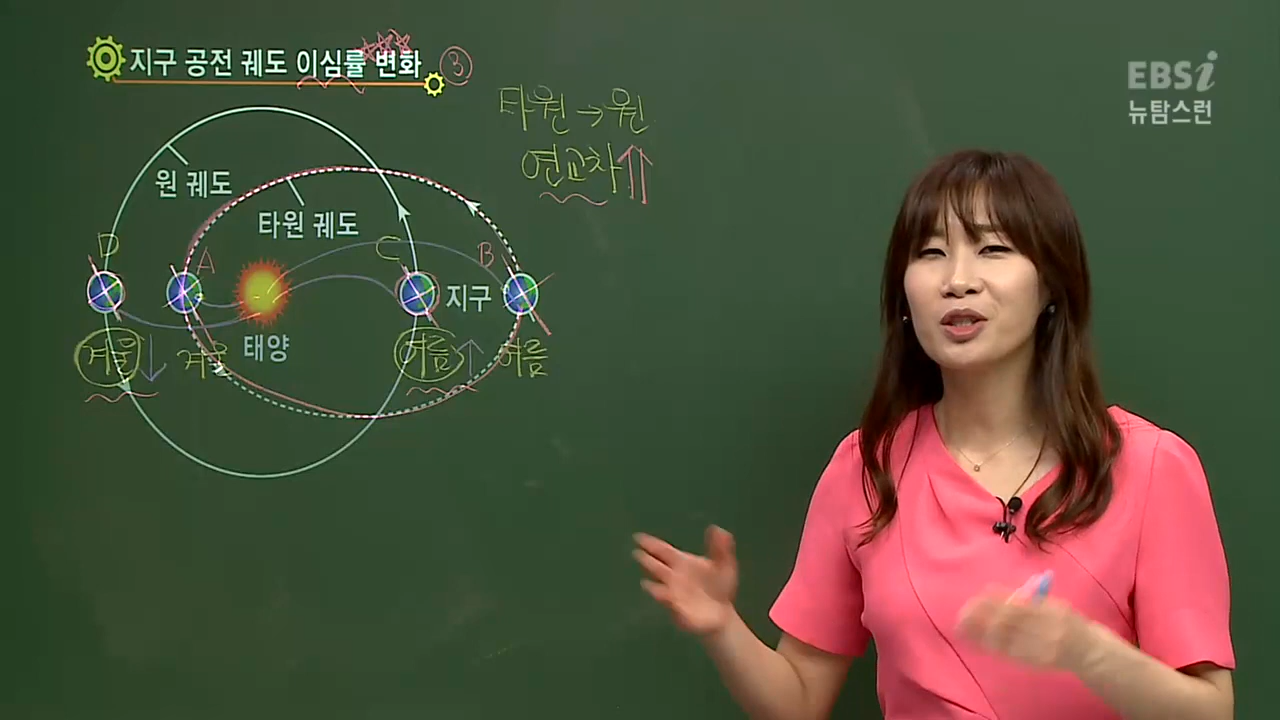 지구 공전 궤도 이심률 변화 ③
EBSi
뉴탐스런
타원→원
연교차↑
원 궤도
타원 궤도
D A C B
지구
태양
겨울↓ 겨울 여름↑ 여름